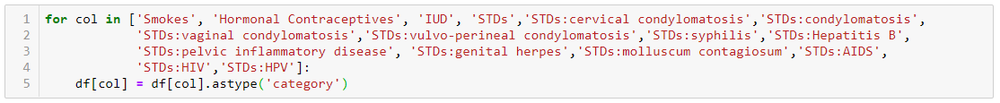 1 for col in ['Smokes', 'Hormonal Contraceptives', 'IUD', 'STDs','STDs:cervical condylomatosis','STDs:condylomatosis',
2 'STDs:vaginal condylomatosis','STDs:vulvo-perineal condylomatosis','STDs:syphilis','STDs:Hepatitis B',
3 'STDs:pelvic inflammatory disease', 'STDs:genital herpes','STDs:molluscum contagiosum','STDs:AIDS',
4 'STDs:HIV','STDs:HPV']:
5 df[col] = df[col].astype('category')